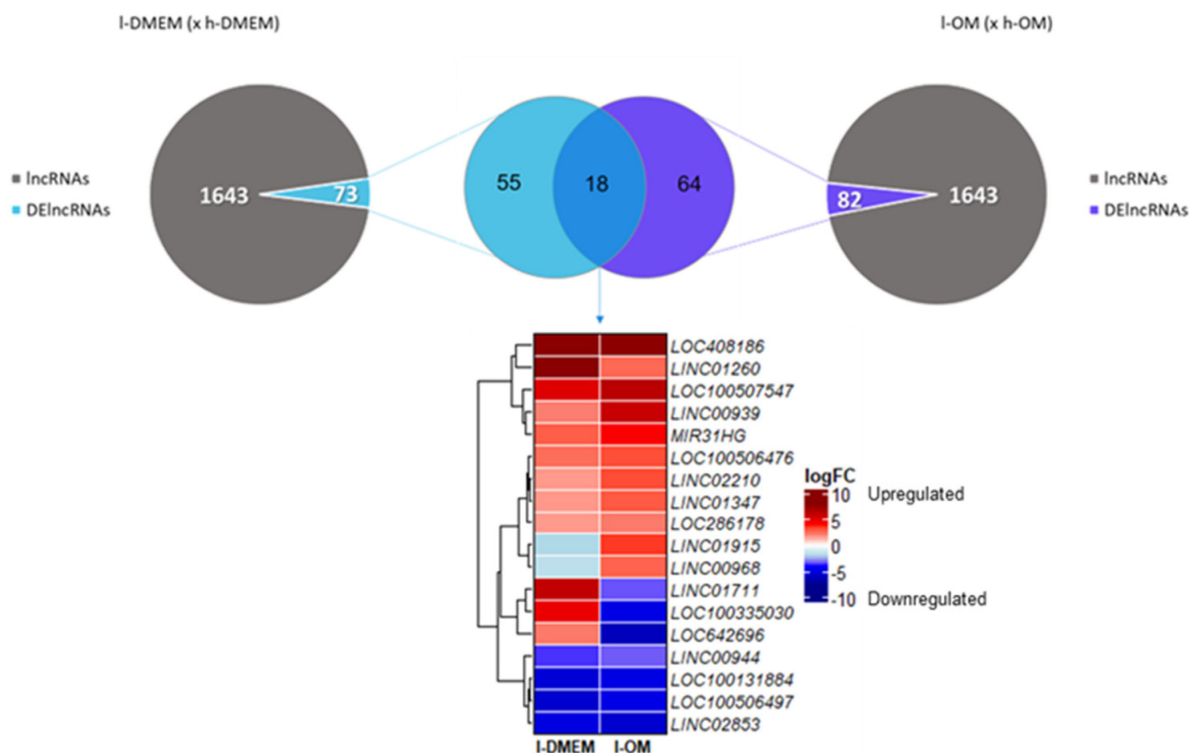 l-DMEM (x h-DMEM)
l-OM (x h-OM)
lncRNAs
DElncRNAs
1643
73
55
18
64
82
1643
lncRNAs
DElncRNAs
LOC408186
LINC01260
LOC100507547
LINC00939
MIR31HG
LOC100506476
LINC02210
LINC01347
LOC286178
LINC01915
LINC00968
LINC01711
LOC100335030
LOC642696
LINC00944
LOC100131884
LOC100506497
LINC02853
l-DMEM
l-OM
logFC
10
5
0
-5
-10
Upregulated
Downregulated